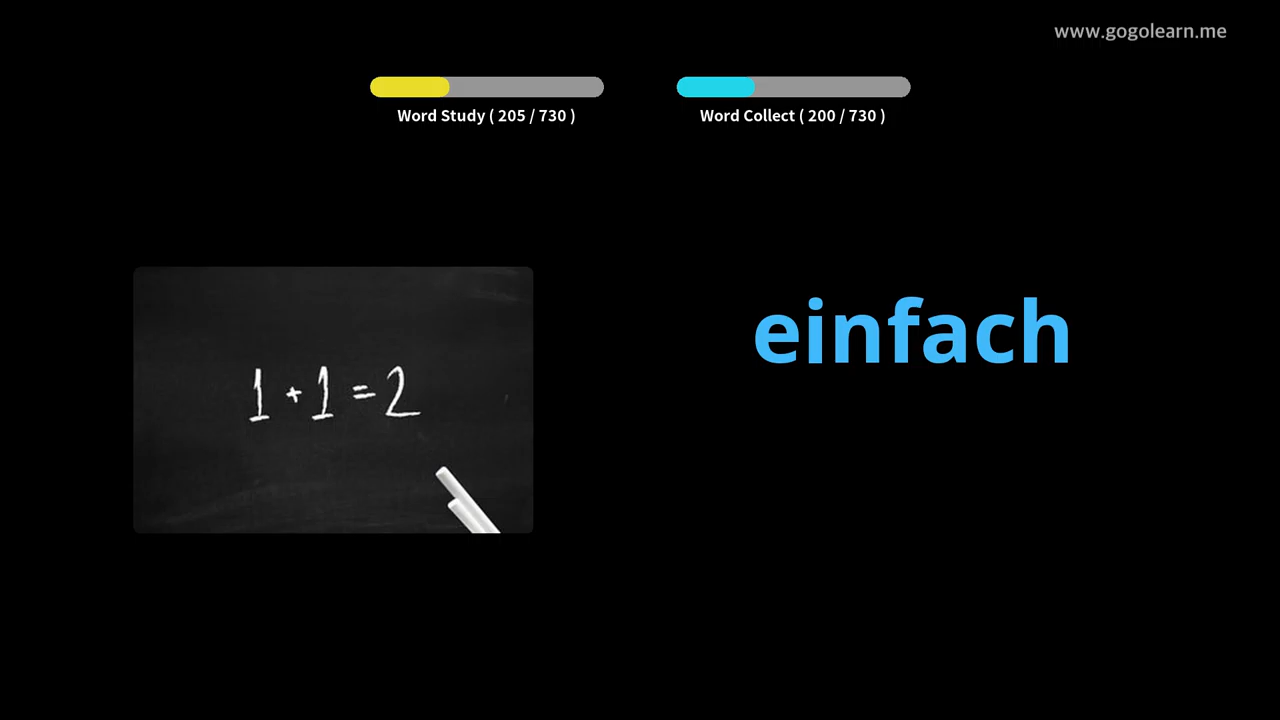 www.gogolearn.me
Word Study ( 205 / 730 )
Word Collect ( 200 / 730 )
einfach
1 + 1 = 2